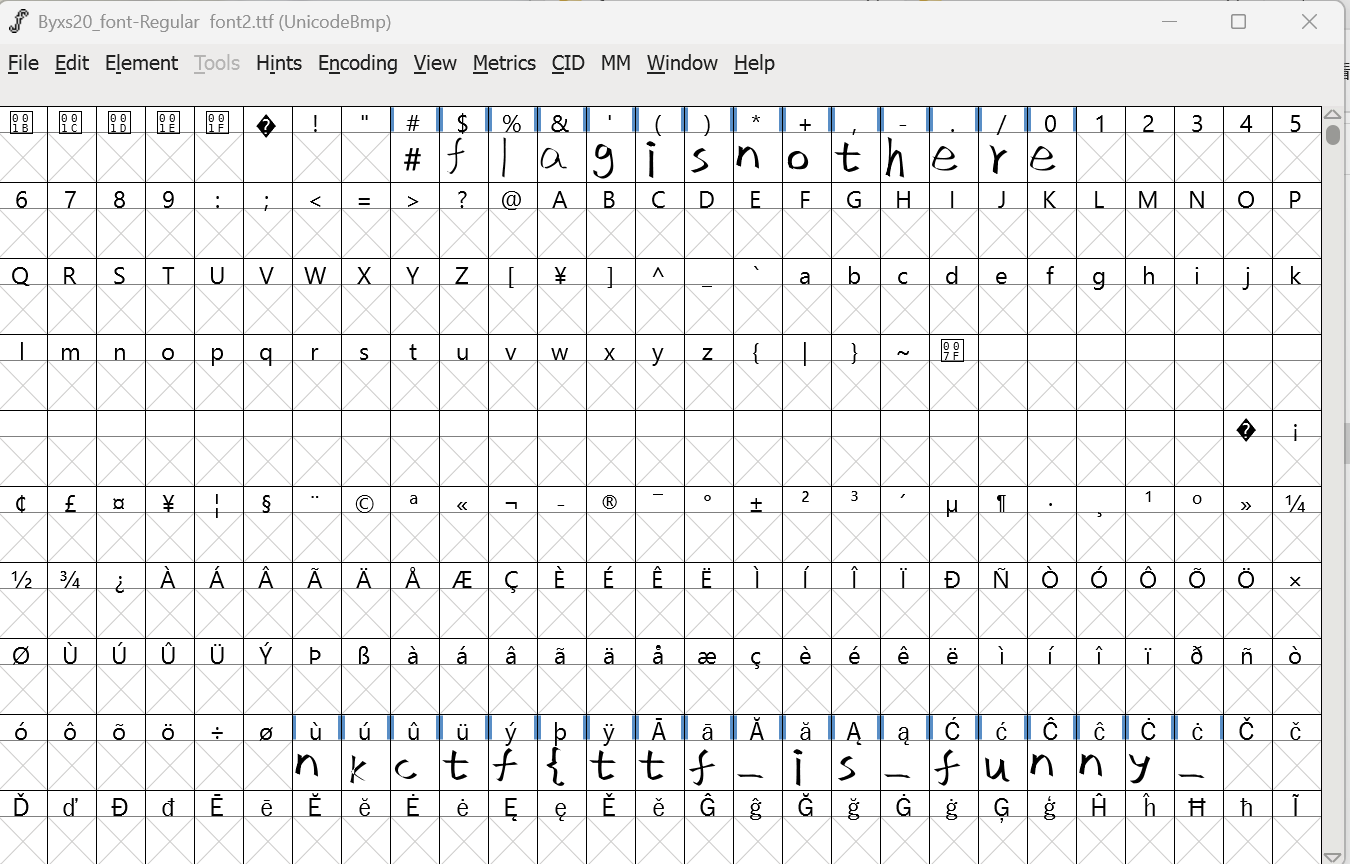 Byxs20_font-Regular font2.ttf (UnicodeBmp)
File Edit Element Tools Hints Encoding View Metrics CID MM Window Help
001B 001C 001D 001E 001F � ! " # $ % & ' ( ) * + , - . / 0 1 2 3 4 5
# f l a g i s n o t h e r e
6 7 8 9 : ; < = > ? @ A B C D E F G H I J K L M N O P
Q R S T U V W X Y Z [ ¥ ] ^ _ ` a b c d e f g h i j k
l m n o p q r s t u v w x y z { | } ~ 007F
� ¡
¢ £ ¤ ¥ ¦ § ¨ © ª « ¬ - ® ¯ ° ± ² ³ ´ µ ¶ · ¸ ¹ º » ¼
½ ¾ ¿ À Á Â Ã Ä Å Æ Ç È É Ê Ë Ì Í Î Ï Ð Ñ Ò Ó Ô Õ Ö ×
Ø Ù Ú Û Ü Ý Þ ß à á â ã ä å æ ç è é ê ë ì í î ï ð ñ ò
ó ô õ ö ÷ ø ù ú û ü ý þ ÿ Ā ā Ă ă Ą ą Ć ć Ĉ ĉ Ċ ċ Č č
n k c t f { t t f _ i s _ f u n n y _
Ď ď Đ đ Ē ē Ĕ ĕ Ė ė Ę ę Ě ě Ĝ ĝ Ğ ğ Ġ ġ Ģ ģ Ĥ ĥ Ħ ħ Ĩ